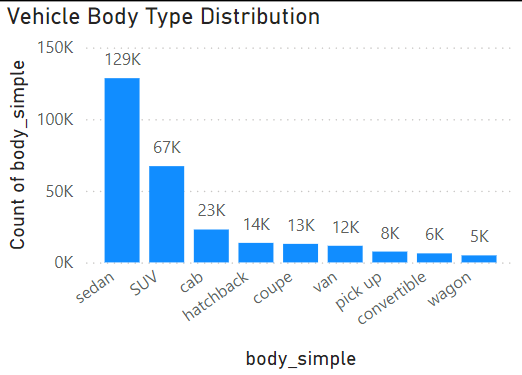 Vehicle Body Type Distribution
Count of body_simple
150K
100K
50K
0K
129K
67K
23K
14K
13K
12K
8K
6K
5K
sedan
SUV
cab
hatchback
coupe
van
pick up
convertible
wagon
body_simple